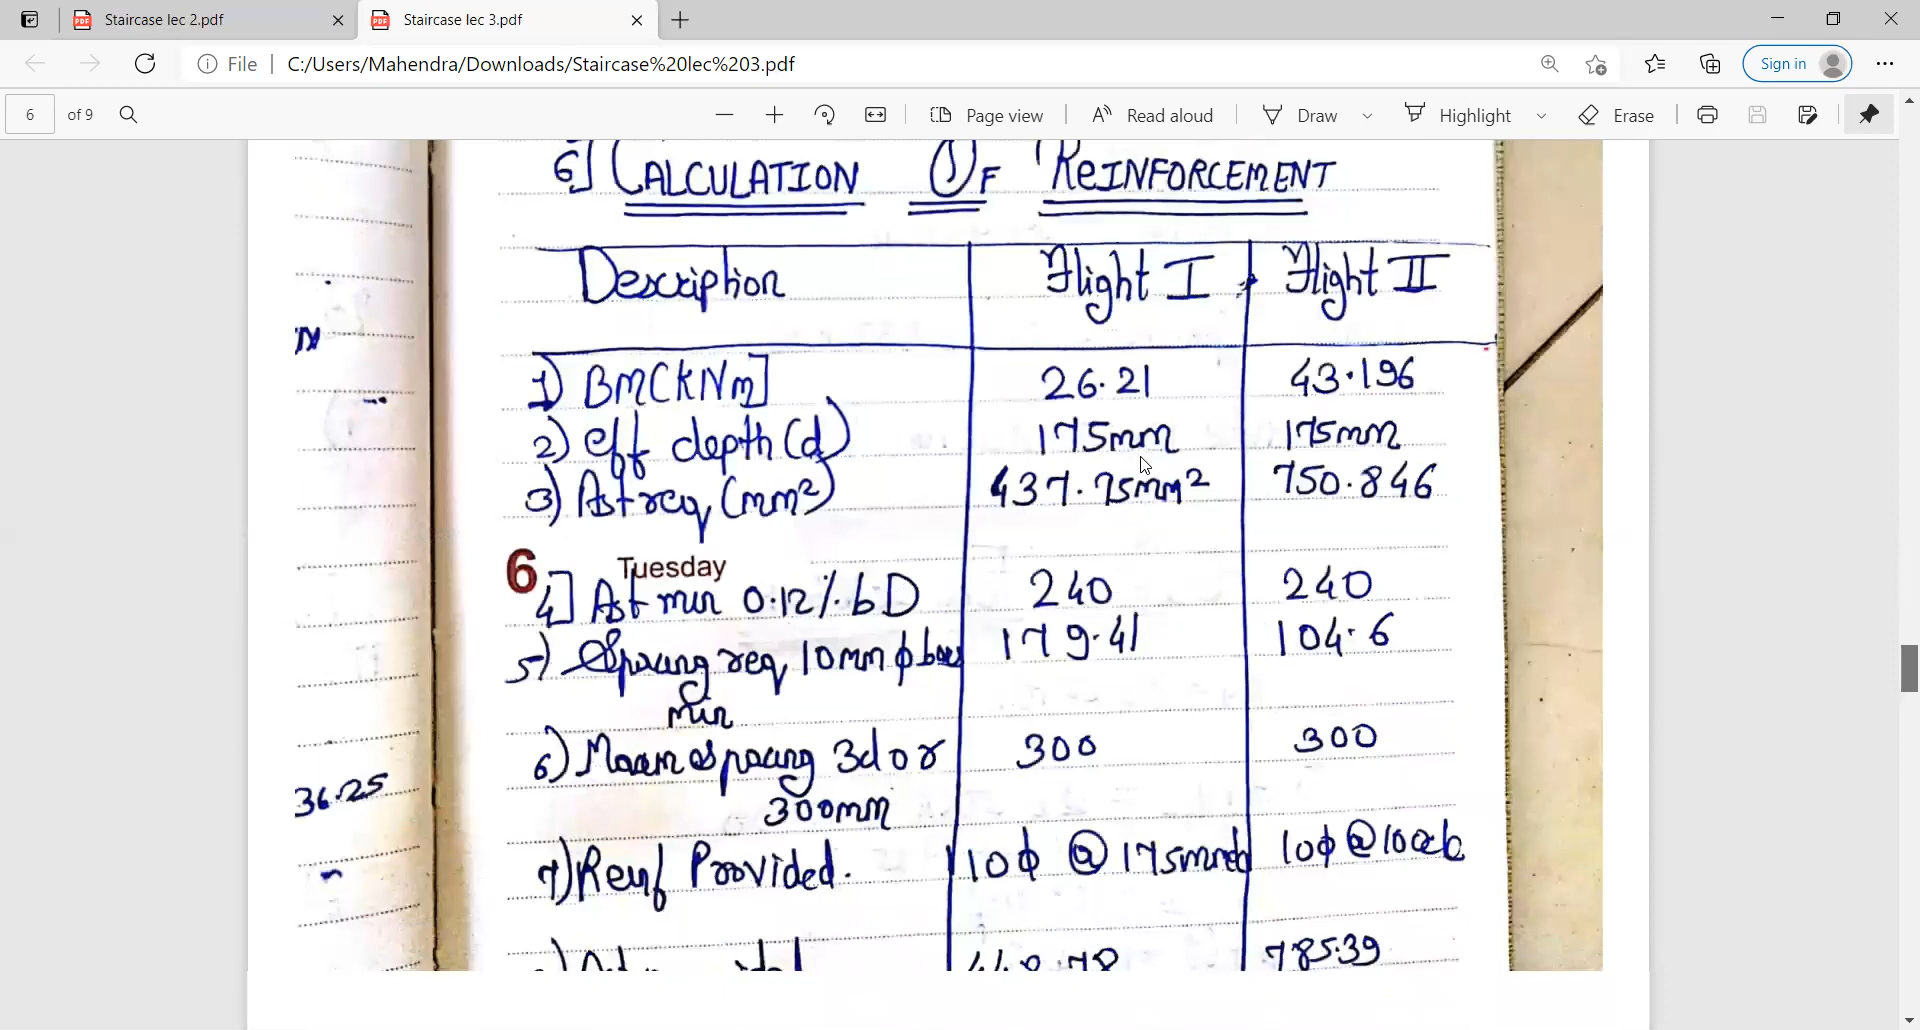 Staircase lec 2.pdf
Staircase lec 3.pdf
File C:/Users/Mahendra/Downloads/Staircase%20lec%203.pdf
Sign in
6 of 9
Page view
Read aloud
Draw
Highlight
Erase
6] CALCULATION OF REINFORCEMENT
Description Flight I Flight II
1) BM[KNm] 26.21 43.196
2) eff depth (d) 175mm 175mm
3) Ast req (mm²) 437.75mm² 750.846
6 Tuesday
4] Ast min 0.12% bD 240 240
5) Spacing req 10mm ϕ bars 179.41 104.6
min
6) Maxm spacing 3d or 300 300
300mm
7) Reinf Provided. 10ϕ @ 175mm 10ϕ @ 100
785.39
36.25